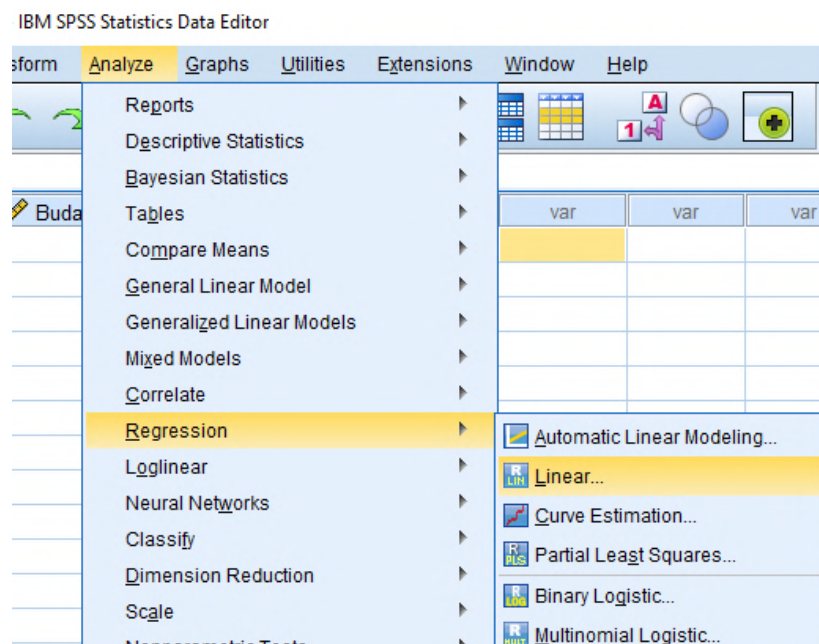 IBM SPSS Statistics Data Editor
sform Analyze Graphs Utilities Extensions Window Help
Reports
Descriptive Statistics
Bayesian Statistics
Buda Tables var var var
Compare Means
General Linear Model
Generalized Linear Models
Mixed Models
Correlate
Regression
Loglinear
Neural Networks
Classify
Dimension Reduction
Scale
Nonparametric Tests
Automatic Linear Modeling...
Linear...
Curve Estimation...
Partial Least Squares...
Binary Logistic...
Multinomial Logistic...